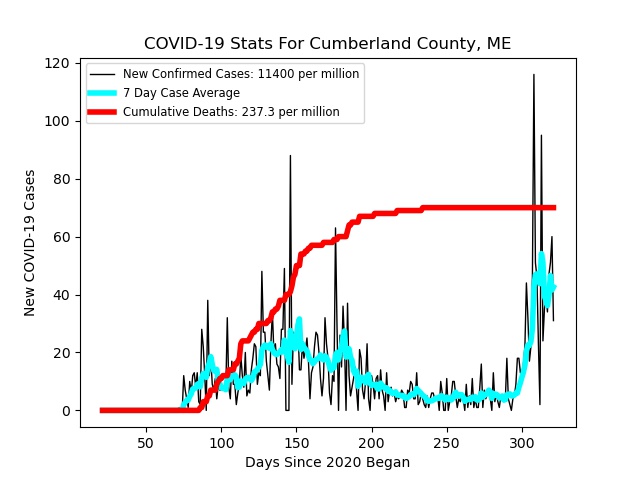 COVID-19 Stats For Cumberland County, ME
New Confirmed Cases: 11400 per million
7 Day Case Average
Cumulative Deaths: 237.3 per million
120
100
80
60
40
20
0
New COVID-19 Cases
50 100 150 200 250 300
Days Since 2020 Began